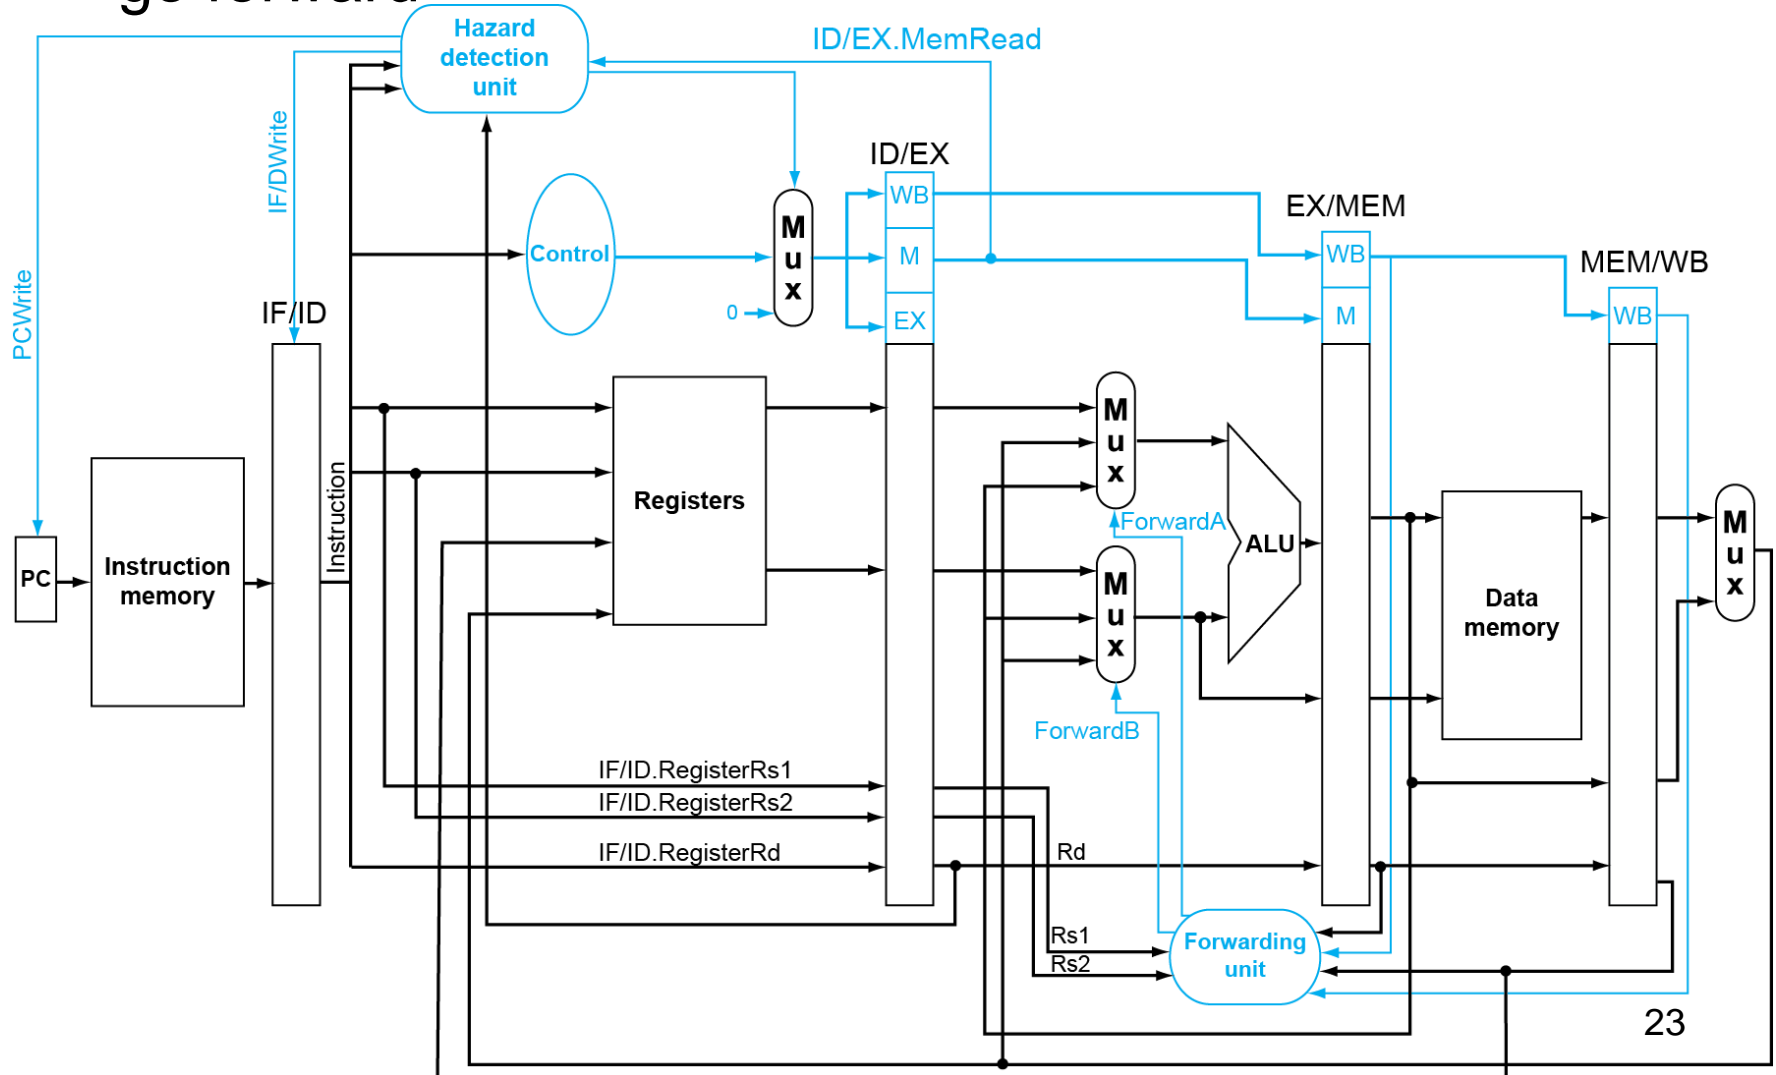 go forward
Hazard
detection
unit
ID/EX.MemRead
IF/DWrite
PCWrite
ID/EX
WB
M
EX
EX/MEM
WB
M
MEM/WB
WB
Control
M
u
x
0
IF/ID
Instruction
PC
Instruction
memory
Registers
M
u
x
ForwardA
M
u
x
ForwardB
ALU
Data
memory
M
u
x
IF/ID.RegisterRs1
IF/ID.RegisterRs2
IF/ID.RegisterRd
Rd
Rs1
Rs2
Forwarding
unit
23